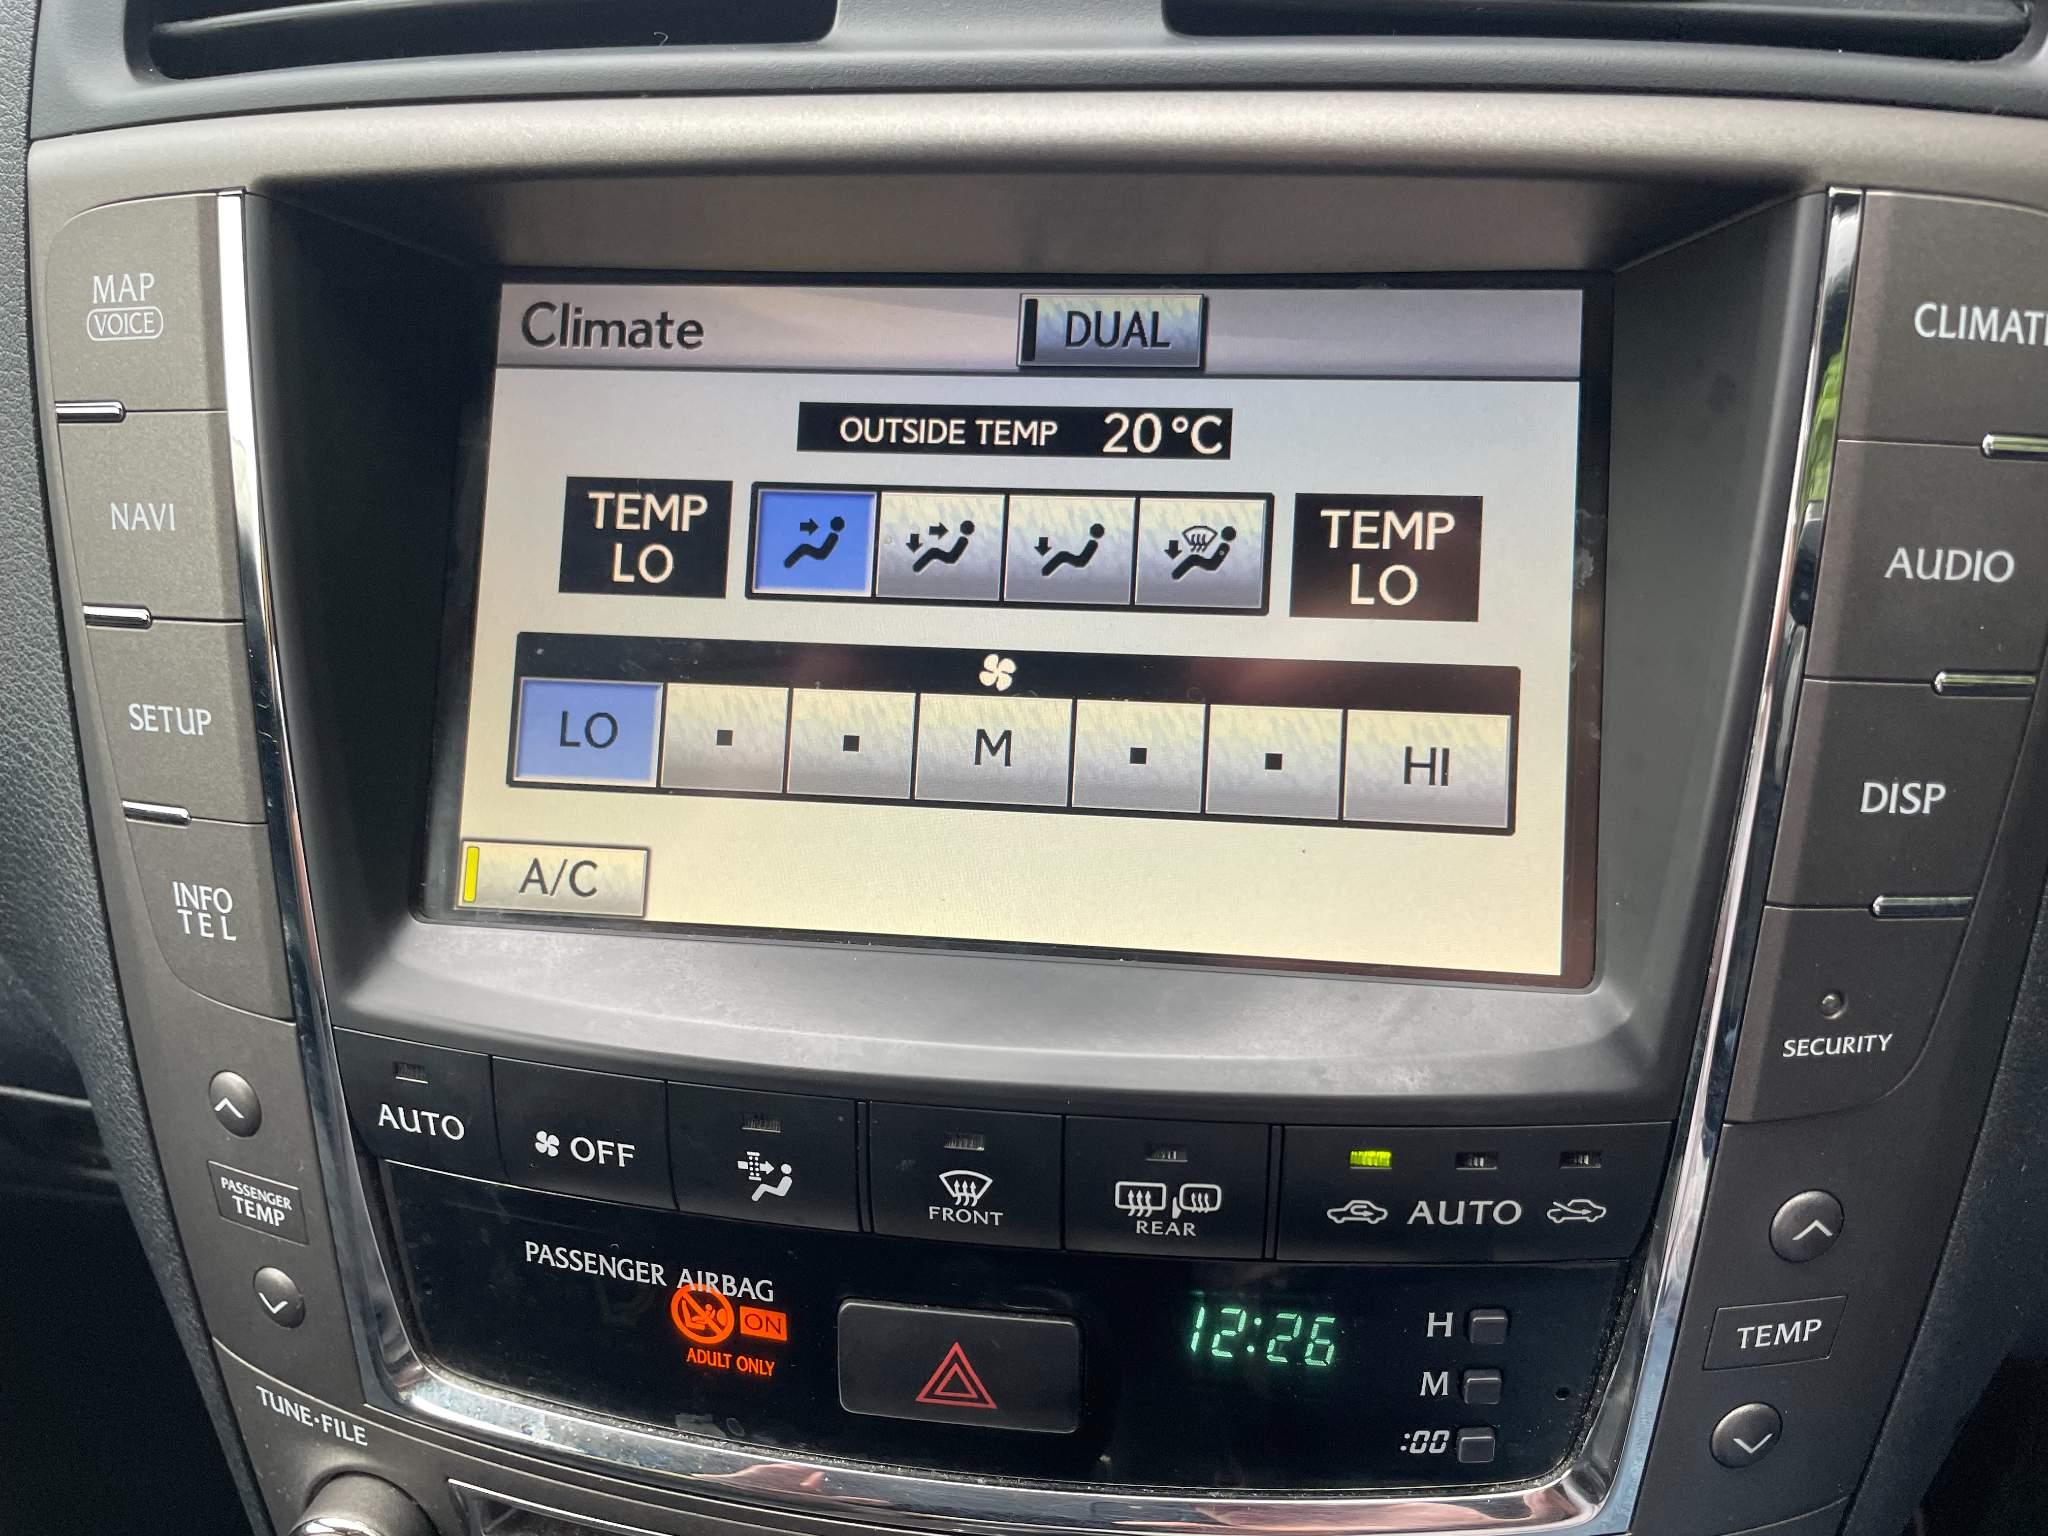 MAP
VOICE
NAVI
SETUP
INFO
TEL
Climate
DUAL
OUTSIDE TEMP 20°C
TEMP
LO
TEMP
LO
LO
M
HI
A/C
CLIMAT
AUDIO
DISP
SECURITY
AUTO
OFF
FRONT
REAR
AUTO
PASSENGER
TEMP
PASSENGER AIRBAG
ON
ADULT ONLY
12:26
H
M
:00
TEMP
TUNE·FILE